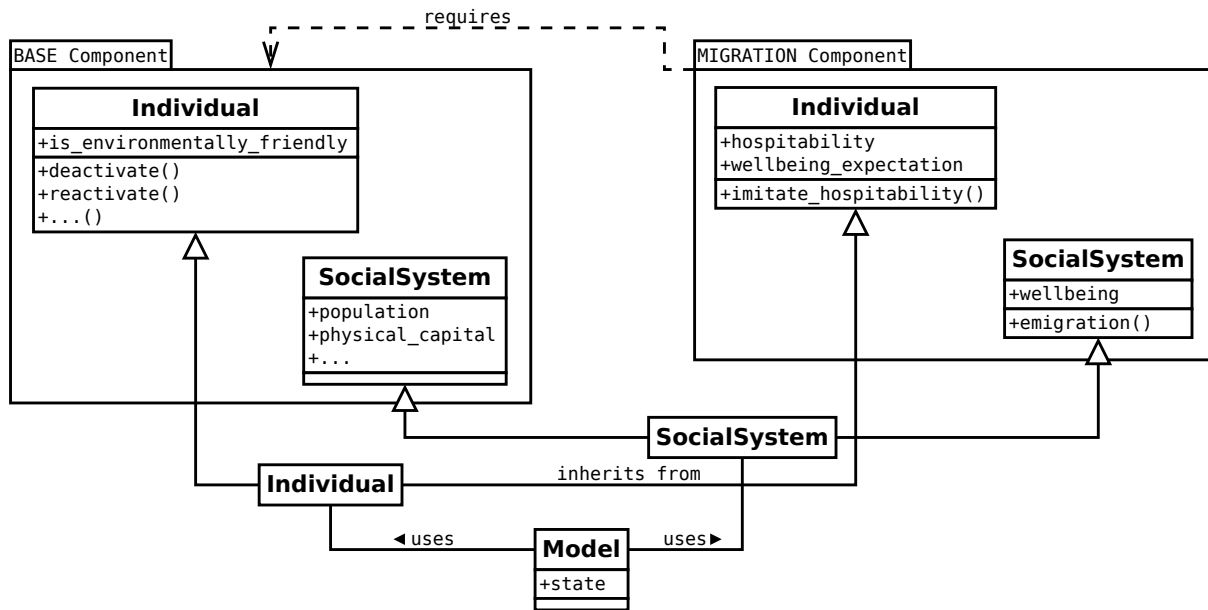 requires
BASE Component
Individual
+is_environmentally_friendly
+deactivate()
+reactivate()
+...()
SocialSystem
+population
+physical_capital
+...
MIGRATION Component
Individual
+hospitability
+wellbeing_expectation
+imitate_hospitability()
SocialSystem
+wellbeing
+emigration()
SocialSystem
Individual
inherits from
uses
uses
Model
+state